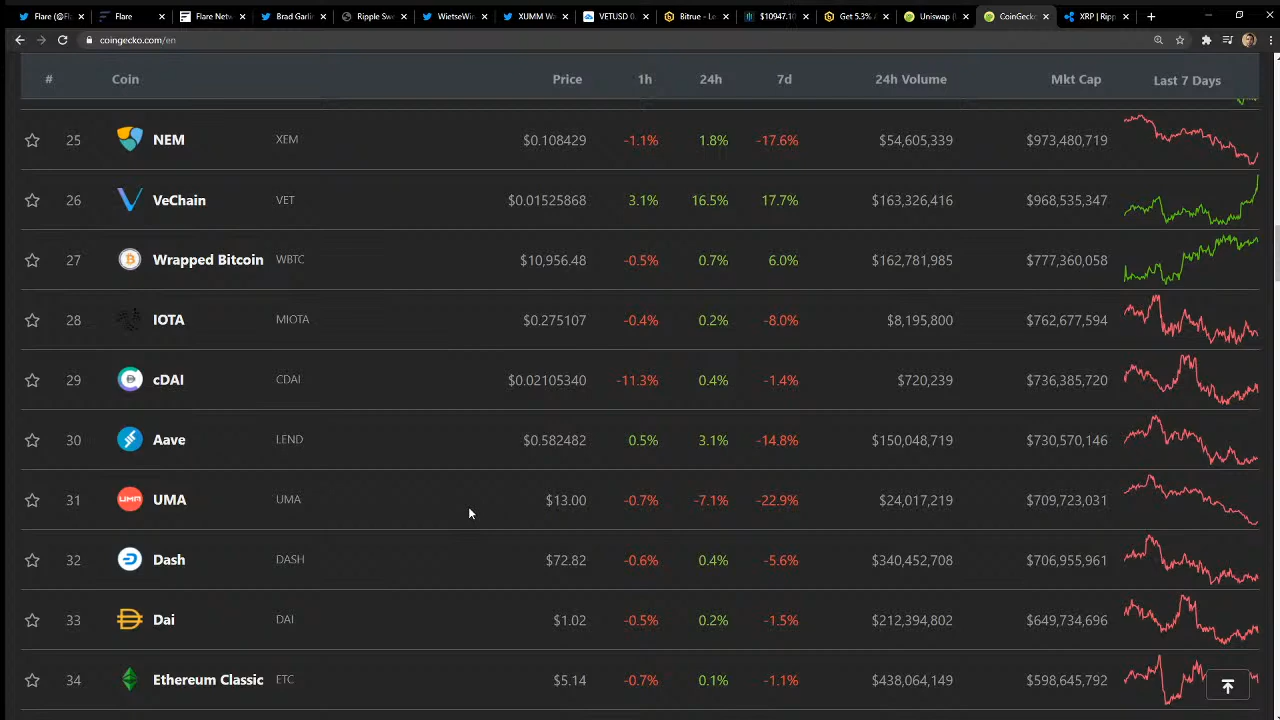 Flare (@Fl
Flare
Flare Netw
Brad Garlin
Ripple Sw
WietseWin
XUMM Wa
VETUSD 0.
Bitrue - Lo
$10947.10
Get 5.3% A
Uniswap (U
CoinGecko
XRP | Ripp
coingecko.com/en
# Coin Price 1h 24h 7d 24h Volume Mkt Cap Last 7 Days
25 NEM XEM $0.108429 -1.1% 1.8% -17.6% $54,605,339 $973,480,719
26 VeChain VET $0.01525868 3.1% 16.5% 17.7% $163,326,416 $968,535,347
27 Wrapped Bitcoin WBTC $10,956.48 -0.5% 0.7% 6.0% $162,781,985 $777,360,058
28 IOTA MIOTA $0.275107 -0.4% 0.2% -8.0% $8,195,800 $762,677,594
29 cDAI CDAI $0.02105340 -11.3% 0.4% -1.4% $720,239 $736,385,720
30 Aave LEND $0.582482 0.5% 3.1% -14.8% $150,048,719 $730,570,146
31 UMA UMA UMA $13.00 -0.7% -7.1% -22.9% $24,017,219 $709,723,031
32 Dash DASH $72.82 -0.6% 0.4% -5.6% $340,452,708 $706,955,961
33 Dai DAI $1.02 -0.5% 0.2% -1.5% $212,394,802 $649,734,696
34 Ethereum Classic ETC $5.14 -0.7% 0.1% -1.1% $438,064,149 $598,645,792